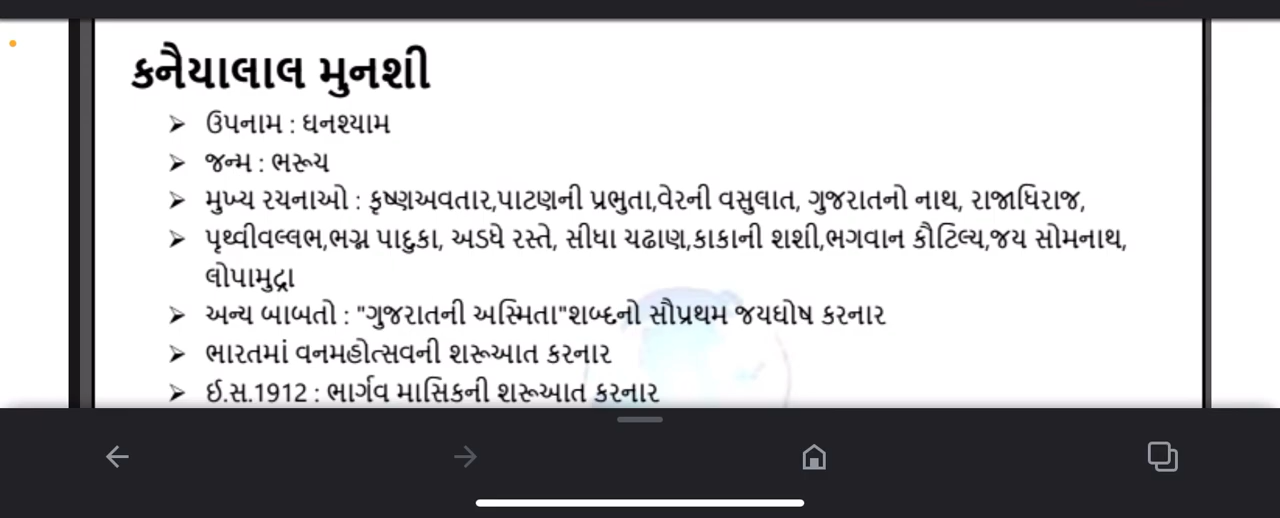 કનૈયાલાલ મુનશી
➢ ઉપનામ : ઘનશ્યામ
➢ જન્મ : ભરૂચ
➢ મુખ્ય રચનાઓ : કૃષ્ણઅવતાર,પાટણની પ્રભુતા,વેરની વસુલાત, ગુજરાતનો નાથ, રાજાધિરાજ,
➢ પૃથ્વીવલ્લભ,ભગ્ન પાદુકા, અડધે રસ્તે, સીધા ચઢાણ,કાકાની શશી,ભગવાન કૌટિલ્ય,જય સોમનાથ,
લોપામુદ્રા
➢ અન્ય બાબતો : "ગુજરાતની અસ્મિતા"શબ્દનો સૌપ્રથમ જયઘોષ કરનાર
➢ ભારતમાં વનમહોત્સવની શરૂઆત કરનાર
➢ ઈ.સ.1912 : ભાર્ગવ માસિકની શરૂઆત કરનાર